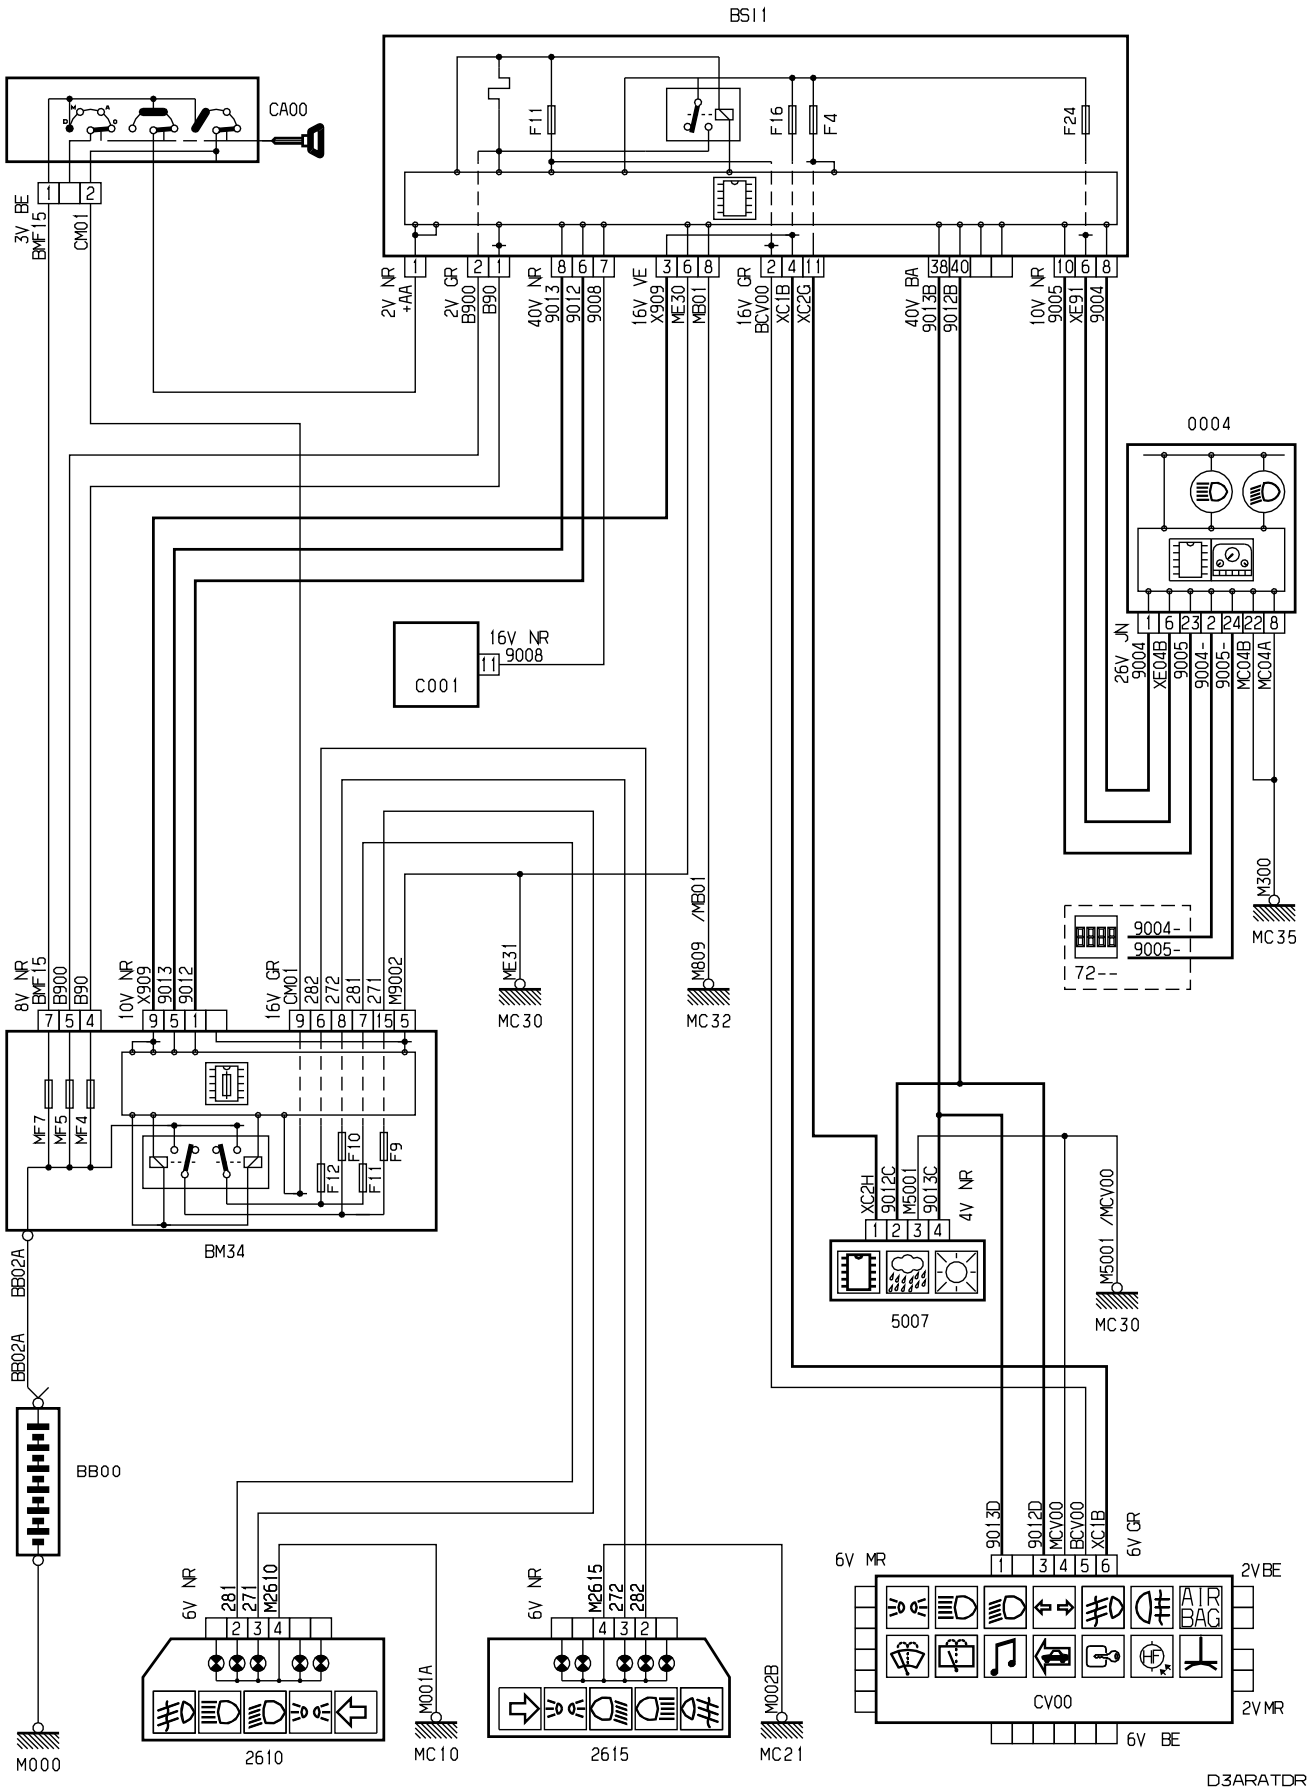 BSI1
CA00
M A
D D
F11
F16
F4
F24
1 2
3V BE
BMF15
CM01
1 2 1 8 6 7 3 6 8 2 4 11 38 40 10 6 8
2V NR
+AA
2V GR
B900
B90
40V NR
9013
9012
9008
16V VE
X909
ME30
MB01
16V GR
BCV00
XC1B
XC2G
40V BA
9013B
9012B
10V NR
9005
XE91
9004
0004
1 6 23 2 24 22 8
26V JN
9004
XE04B
9005
9004-
9005-
MC04B
MC04A
16V NR
9008
11
C001
M300
MC35
9004-
9005-
72--
ME31
MC30
M809 /MB01
MC32
8V NR
BMF15
B900
B90
10V NR
X909
9013
9012
16V GR
CM01
282
272
281
271
M9002
7 5 4 9 5 1 9 6 8 7 15 5
MF7
MF5
MF4
F12
F10
F11
F9
BM34
BB02A
BB02A
BB00
M000
XC2H
9012C
M5001
9013C
4V NR
1 2 3 4
5007
M5001 /MCV00
MC30
6V NR
281
271
M2610
2 3 4
2610
M001A
MC10
6V NR
M2615
272
282
4 3 2
2615
M002B
MC21
9013D
9012D
MCV00
BCV00
XC1B
6V GR
1 3 4 5 6
6V MR
2V BE
AIR
BAG
HF
CV00
2V MR
6V BE
D3ARATDR